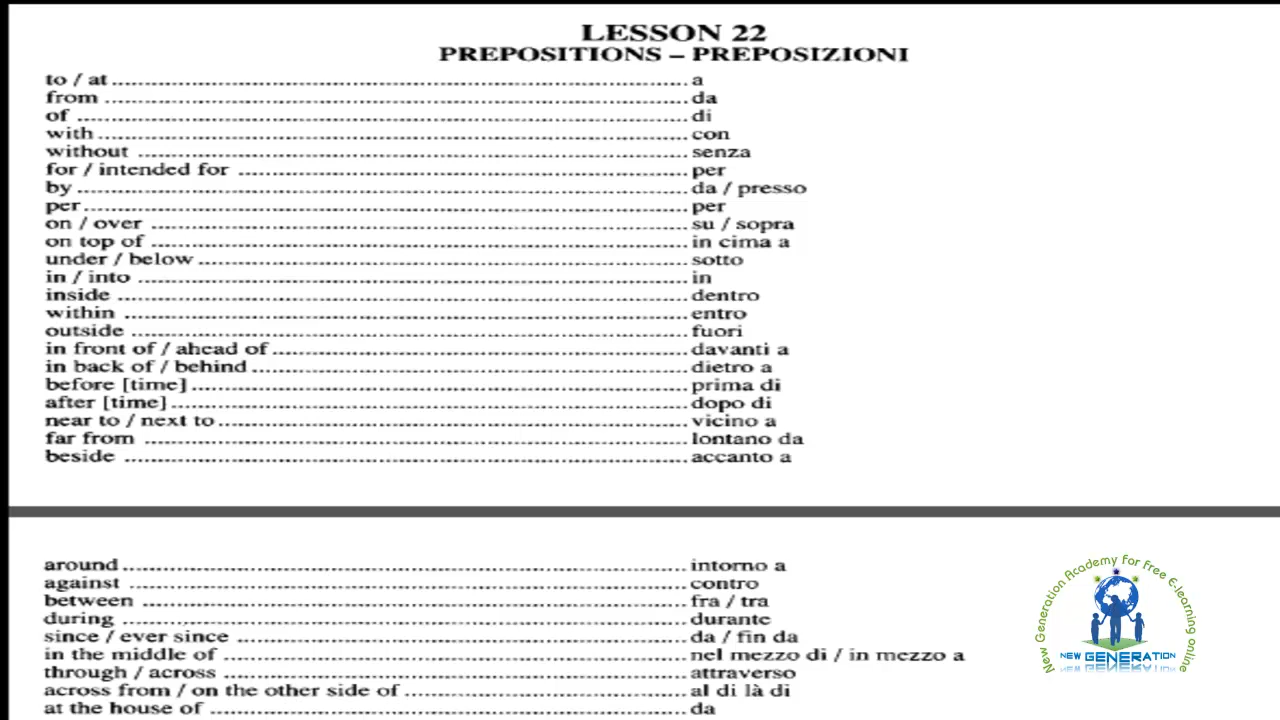 LESSON 22
PREPOSITIONS – PREPOSIZIONI
to / at ........ a
from ........ da
of ........ di
with ........ con
without ........ senza
for / intended for ........ per
by ........ da / presso
per ........ per
on / over ........ su / sopra
on top of ........ in cima a
under / below ........ sotto
in / into ........ in
inside ........ dentro
within ........ entro
outside ........ fuori
in front of / ahead of ........ davanti a
in back of / behind ........ dietro a
before [time] ........ prima di
after [time] ........ dopo di
near to / next to ........ vicino a
far from ........ lontano da
beside ........ accanto a
around ........ intorno a
against ........ contro
between ........ fra / tra
during ........ durante
since / ever since ........ da / fin da
in the middle of ........ nel mezzo di / in mezzo a
through / across ........ attraverso
across from / on the other side of ........ al di là di
at the house of ........ da
New Generation Academy for Free E-learning online
NEW GENERATION